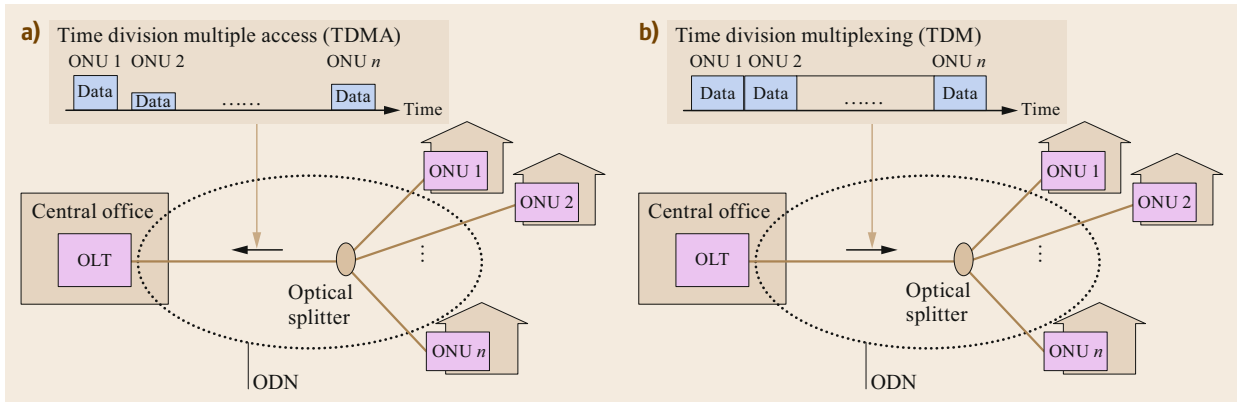 a)
Time division multiple access (TDMA)
ONU 1 ONU 2 ONU n
Data Data ...... Data
Time
ONU 1
ONU 2
Central office
OLT
⋮
Optical
splitter
ONU n
ODN
b)
Time division multiplexing (TDM)
ONU 1 ONU 2 ONU n
Data Data ...... Data
Time
ONU 1
ONU 2
Central office
OLT
⋮
Optical
splitter
ONU n
ODN